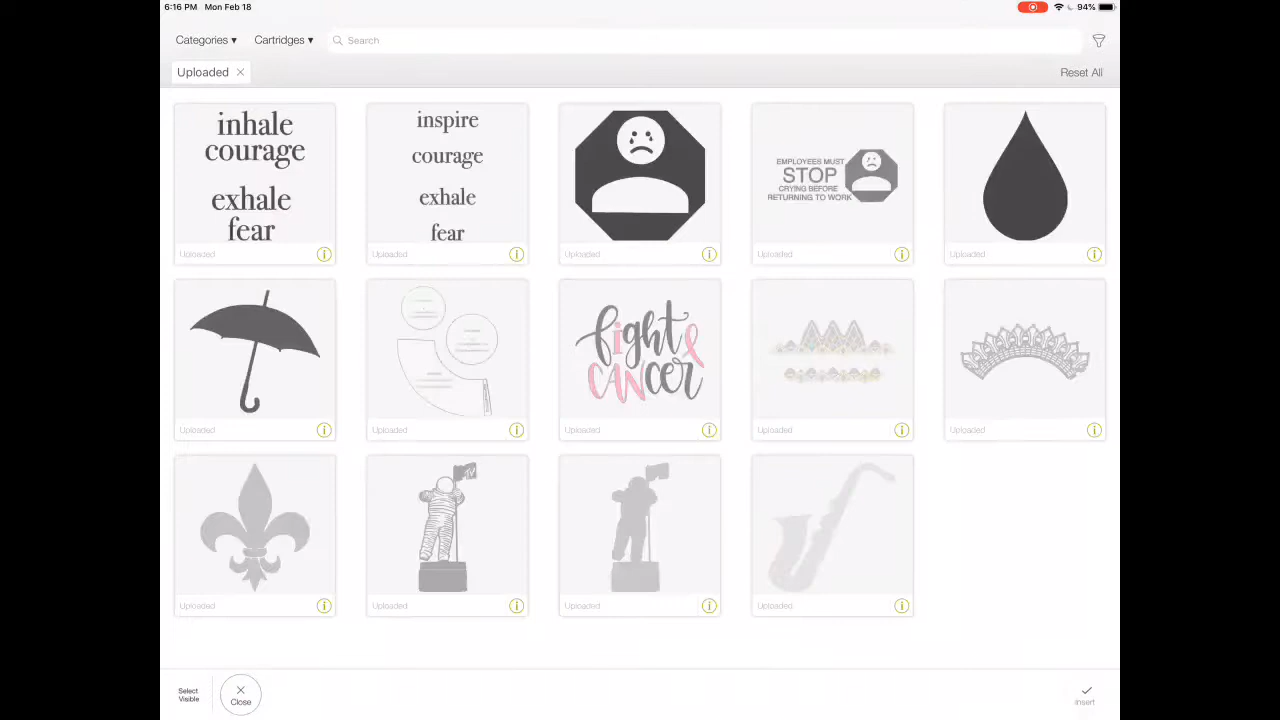 6:16 PM Mon Feb 18
94%
Categories ▾ Cartridges ▾ Search
Uploaded × Reset All
inhale
courage
exhale
fear
Uploaded
inspire
courage
exhale
fear
Uploaded
Uploaded
EMPLOYEES MUST
STOP
CRYING BEFORE
RETURNING TO WORK
Uploaded
Uploaded
Uploaded
Uploaded
fight
CANcer
Uploaded
Uploaded
Uploaded
Uploaded
Uploaded
Uploaded
Uploaded
Select
Visible
Close
Insert